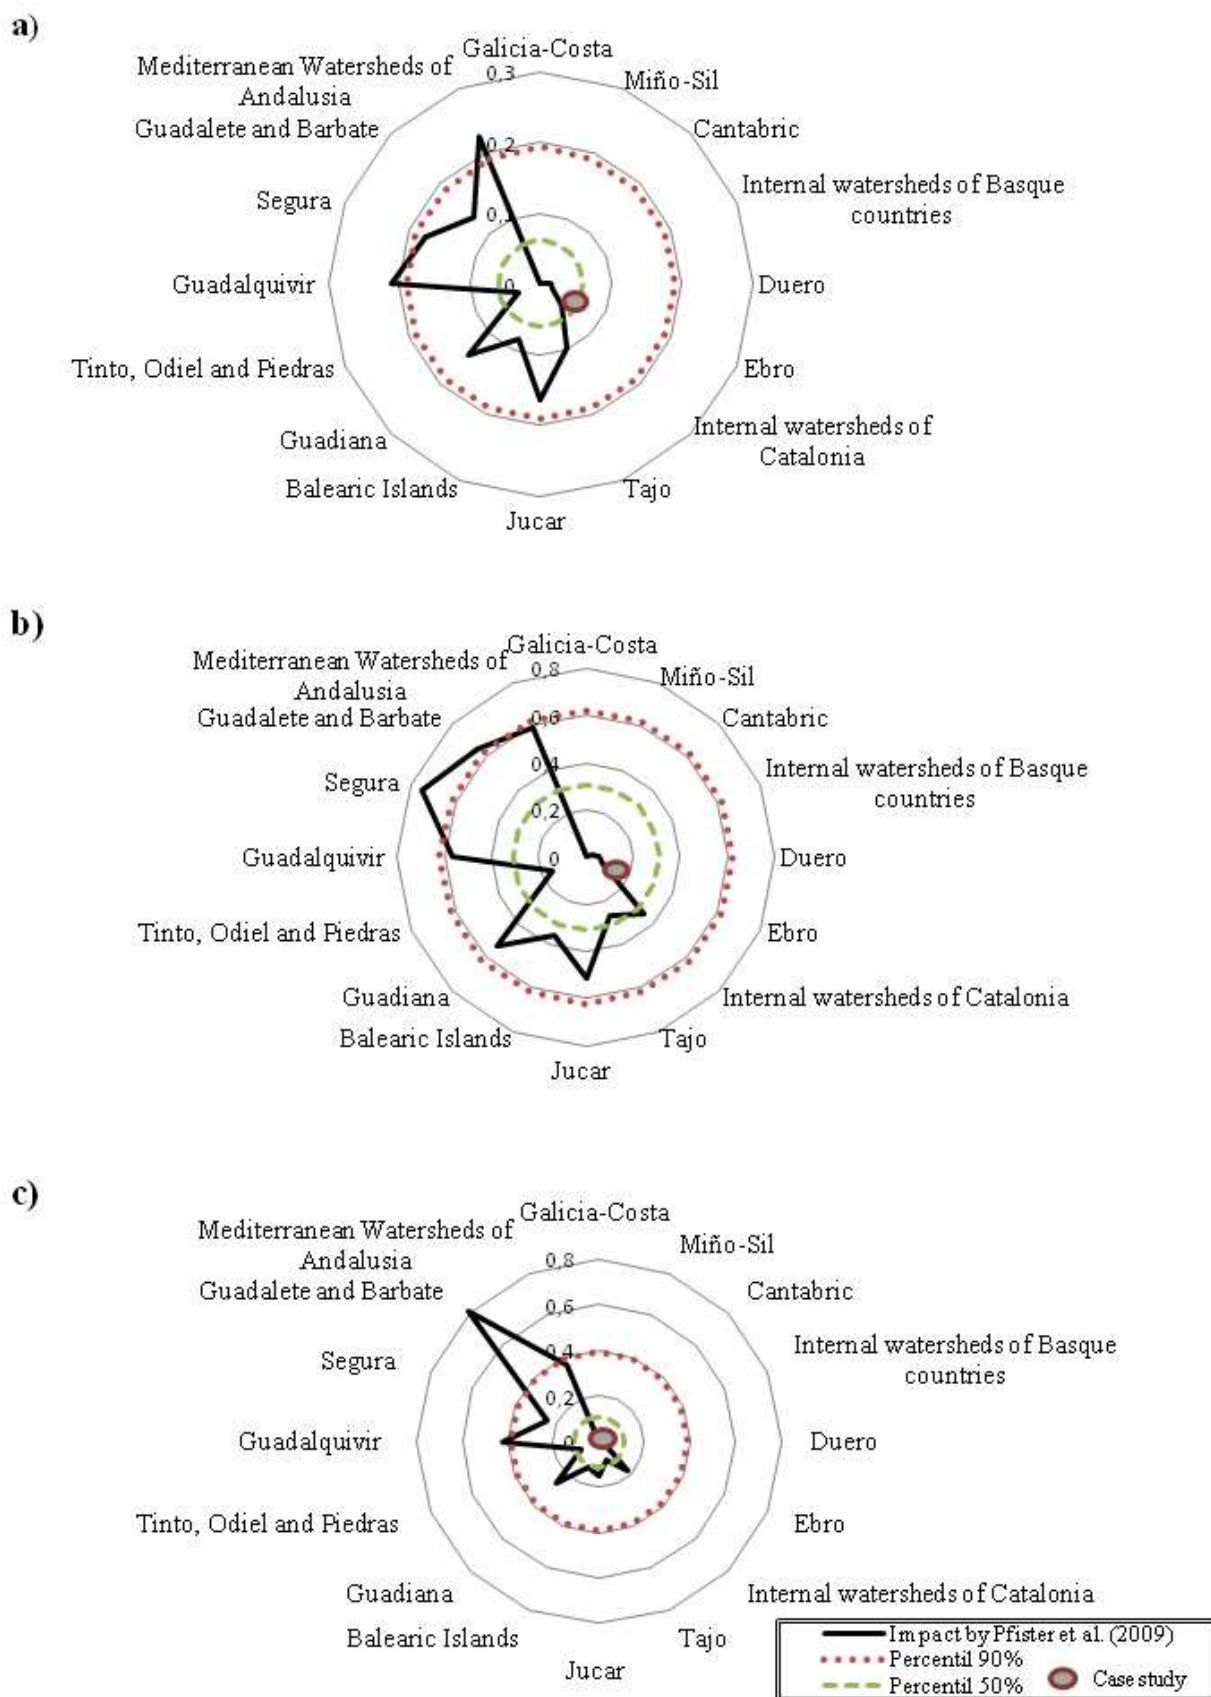 a)
Galicia-Costa
Mediterranean Watersheds of
Andalusia
0,3
Miño-Sil
Guadalete and Barbate
Cantabric
0,2
Segura
Internal watersheds of Basque
countries
0,1
Guadalquivir
0
Duero
Tinto, Odiel and Piedras
Ebro
Guadiana
Internal watersheds of
Catalonia
Balearic Islands
Tajo
Jucar
b)
Galicia-Costa
Mediterranean Watersheds of
Andalusia
0,8
Miño-Sil
Guadalete and Barbate
0,6
Cantabric
Segura
0,4
Internal watersheds of Basque
countries
0,2
Guadalquivir
0
Duero
Tinto, Odiel and Piedras
Ebro
Guadiana
Internal watersheds of Catalonia
Balearic Islands
Tajo
Jucar
c)
Galicia-Costa
Mediterranean Watersheds of
Andalusia
0,8
Miño-Sil
Guadalete and Barbate
Cantabric
0,6
Segura
0,4
Internal watersheds of Basque
countries
0,2
Guadalquivir
0
Duero
Tinto, Odiel and Piedras
Ebro
Guadiana
Internal watersheds of Catalonia
Balearic Islands
Tajo
Jucar
Impact by Pfister et al. (2009)
Percentil 90%
Percentil 50%
Case study